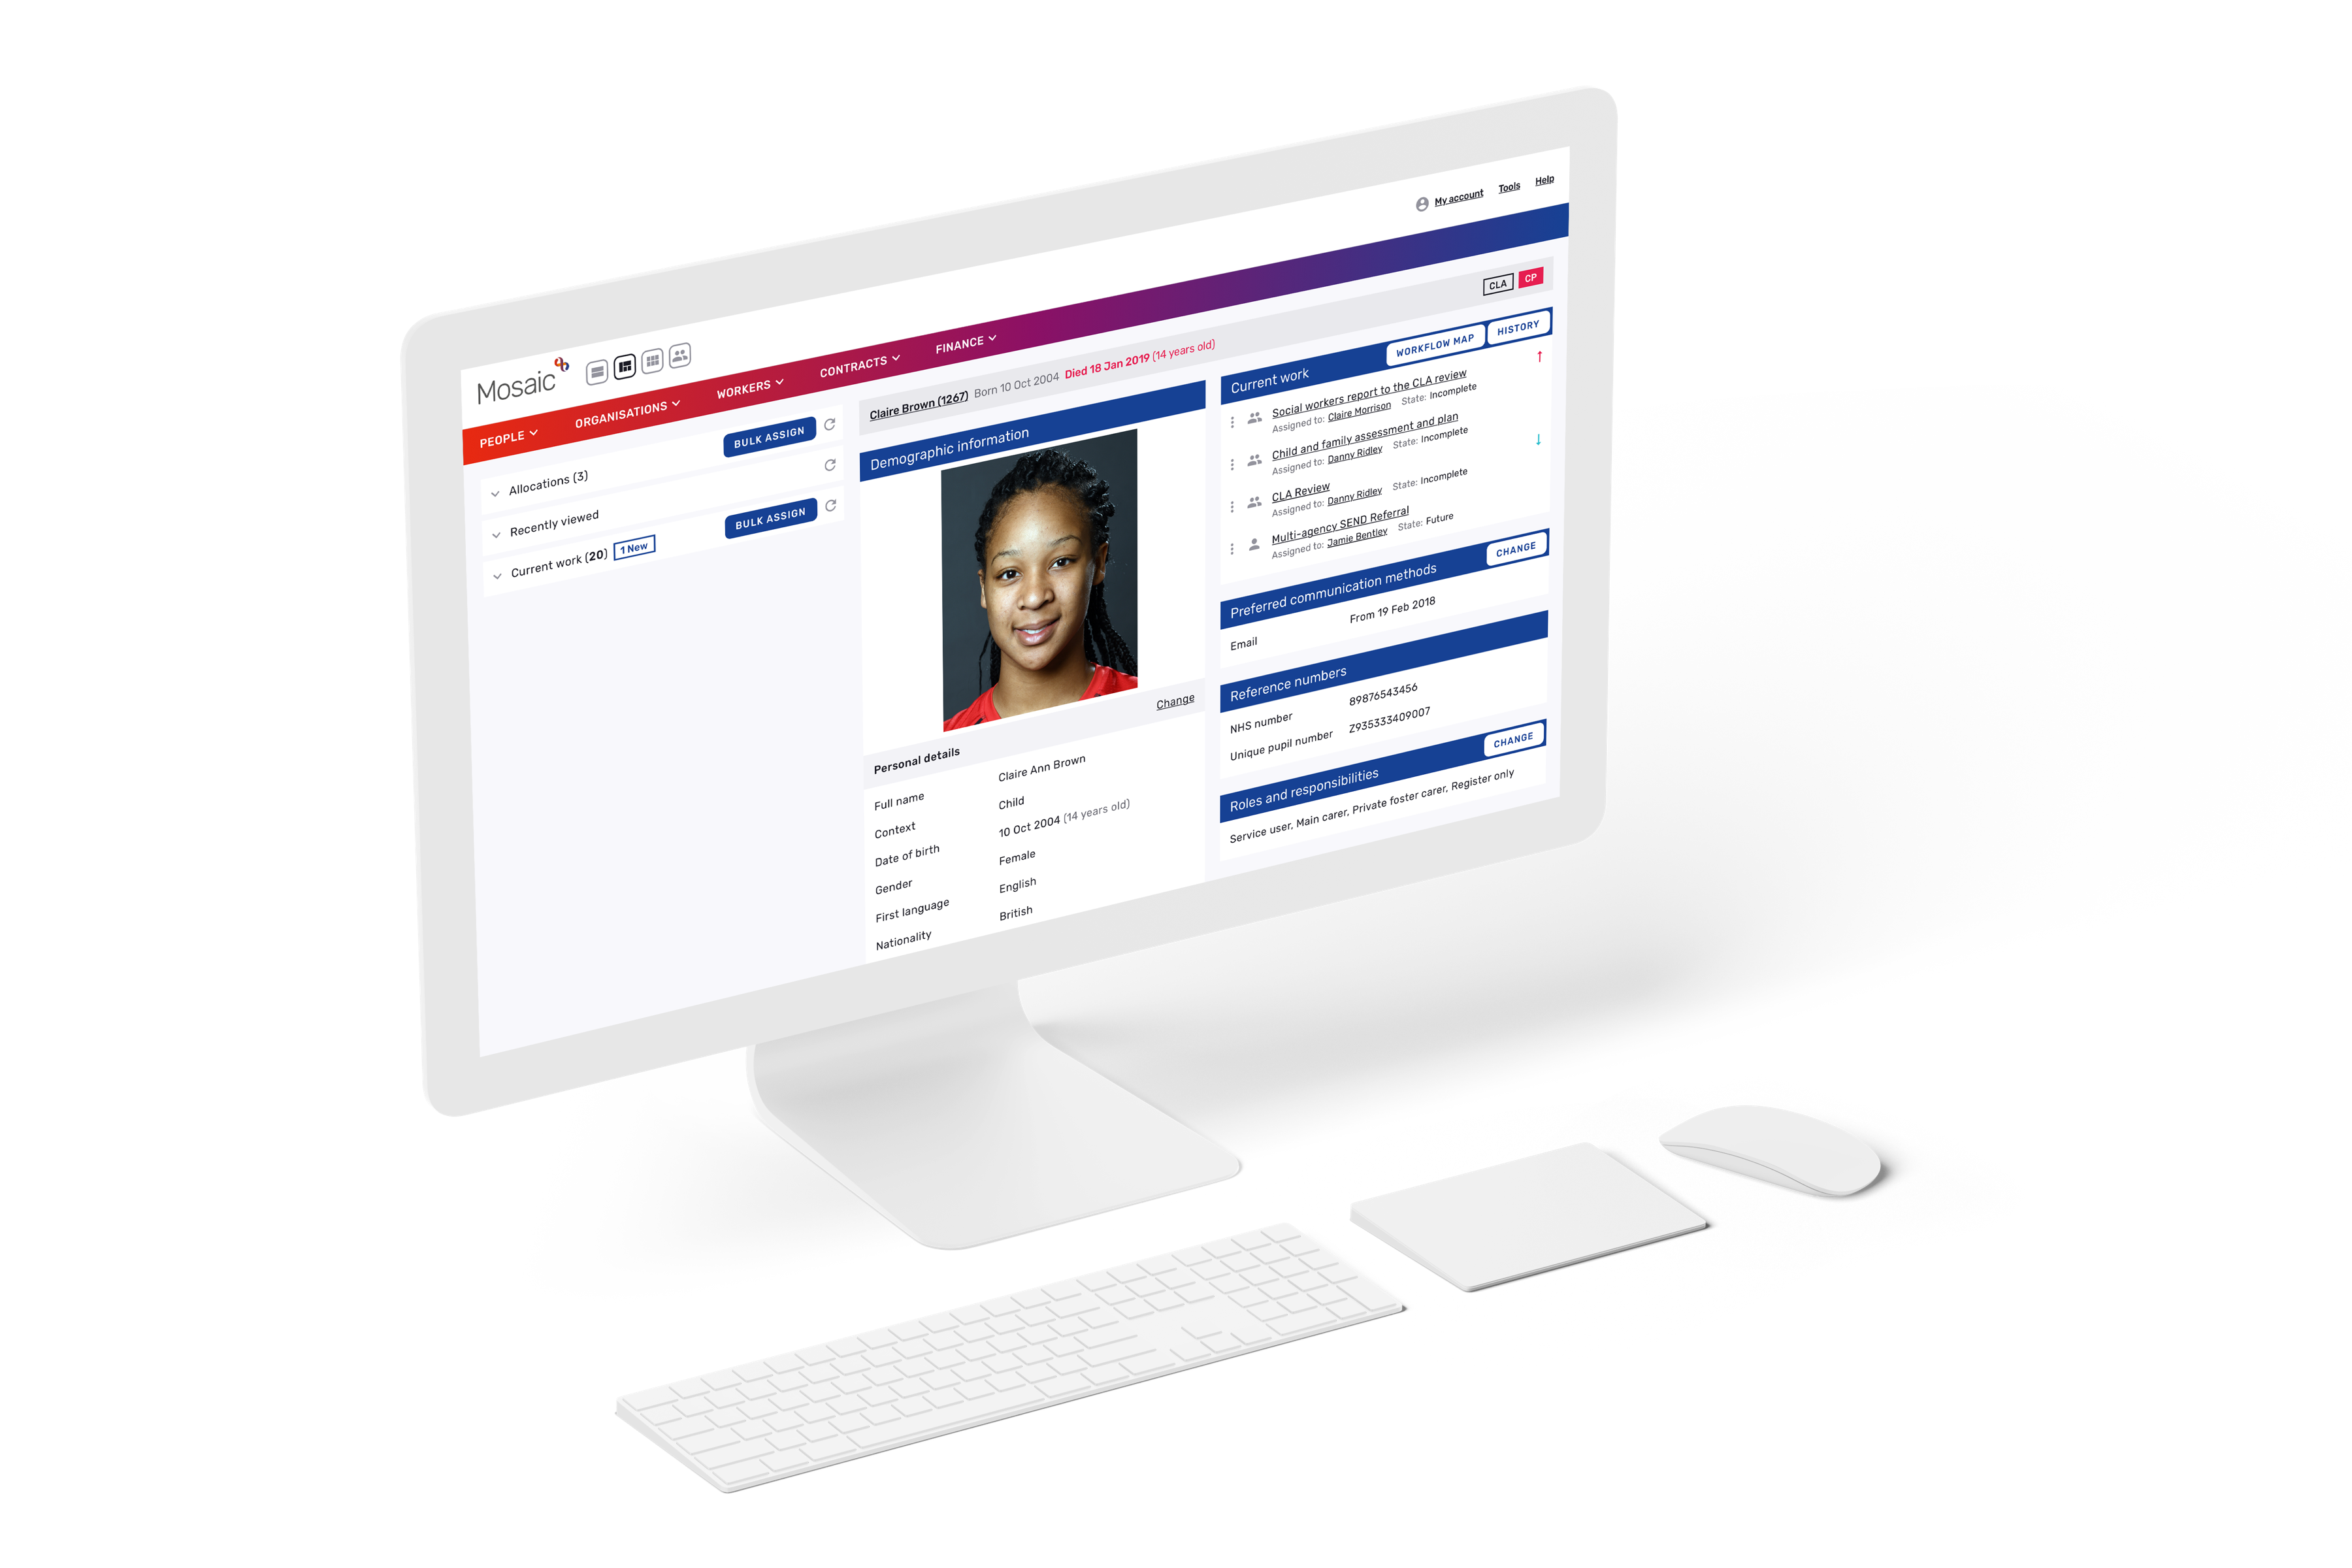 Mosaic
My account Tools Help
PEOPLE ORGANISATIONS WORKERS CONTRACTS FINANCE
Allocations (3) BULK ASSIGN
Recently viewed
Current work (20) 1 New BULK ASSIGN
Claire Brown (1267) Born 10 Oct 2004 Died 18 Jan 2019 (14 years old) CLA CP
Demographic information
Change
Personal details
Full name Claire Ann Brown
Context Child
Date of birth 10 Oct 2004 (14 years old)
Gender Female
First language English
Nationality British
Current work WORKFLOW MAP HISTORY
Social workers report to the CLA review
Assigned to: Claire Morrison State: Incomplete
Child and family assessment and plan
Assigned to: Danny Ridley State: Incomplete
CLA Review
Assigned to: Danny Ridley State: Incomplete
Multi-agency SEND Referral
Assigned to: Jamie Bentley State: Future
Preferred communication methods CHANGE
Email From 19 Feb 2018
Reference numbers
NHS number 89876543456
Unique pupil number Z935333409007
Roles and responsibilities CHANGE
Service user, Main carer, Private foster carer, Register only